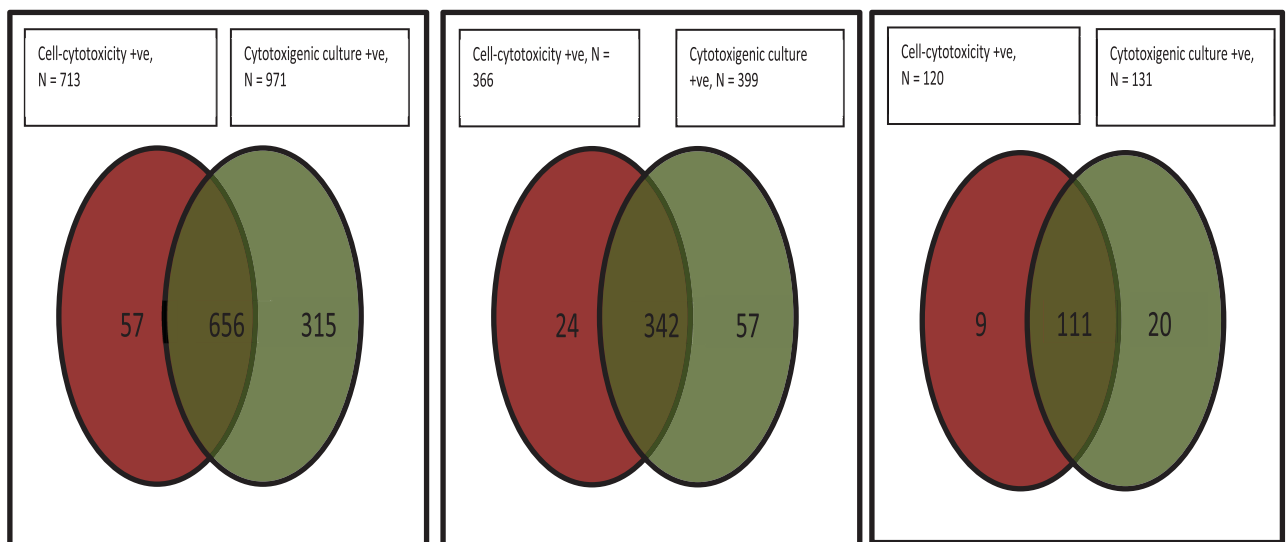 Cell-cytotoxicity +ve,
N = 713
Cytotoxigenic culture +ve,
N = 971
57 656 315
Cell-cytotoxicity +ve, N =
366
Cytotoxigenic culture
+ve, N = 399
24 342 57
Cell-cytotoxicity +ve,
N = 120
Cytotoxigenic culture +ve,
N = 131
9 111 20